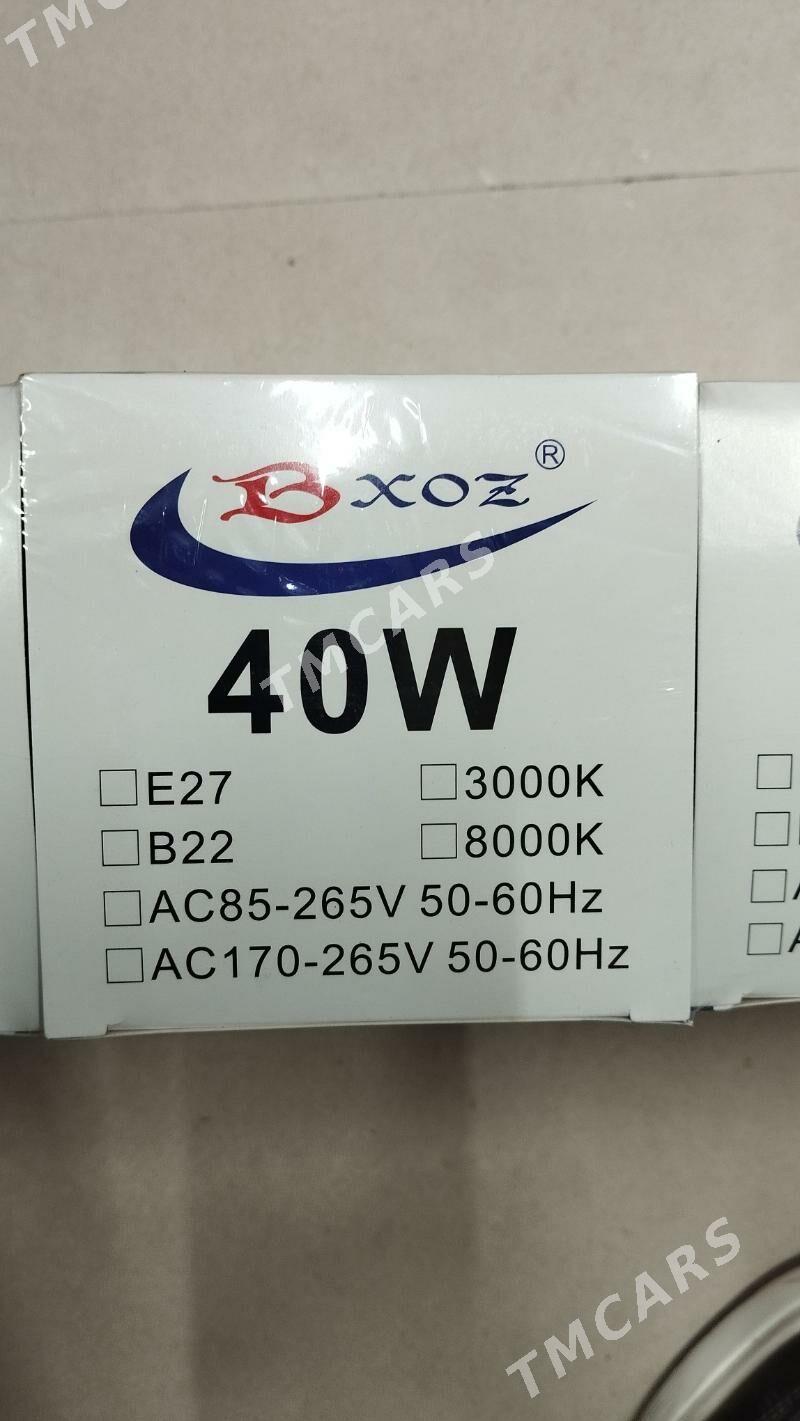 TMC
BXOZ®
40W
TMCARS
□E27 □3000K
□B22 □8000K
□AC85-265V 50-60Hz
□AC170-265V 50-60Hz
TMCARS